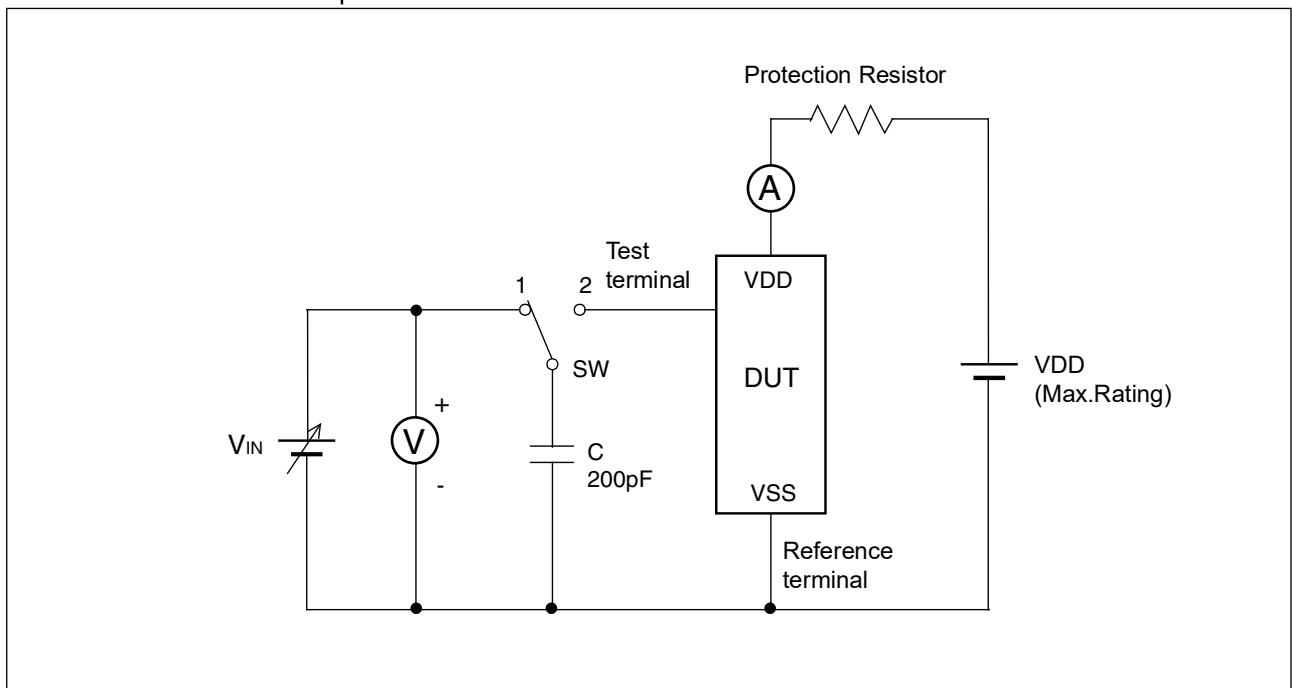 Protection Resistor
A
Test
terminal
1
2
VDD
SW
DUT
VDD
(Max.Rating)
VIN
V
+
-
C
200pF
VSS
Reference
terminal